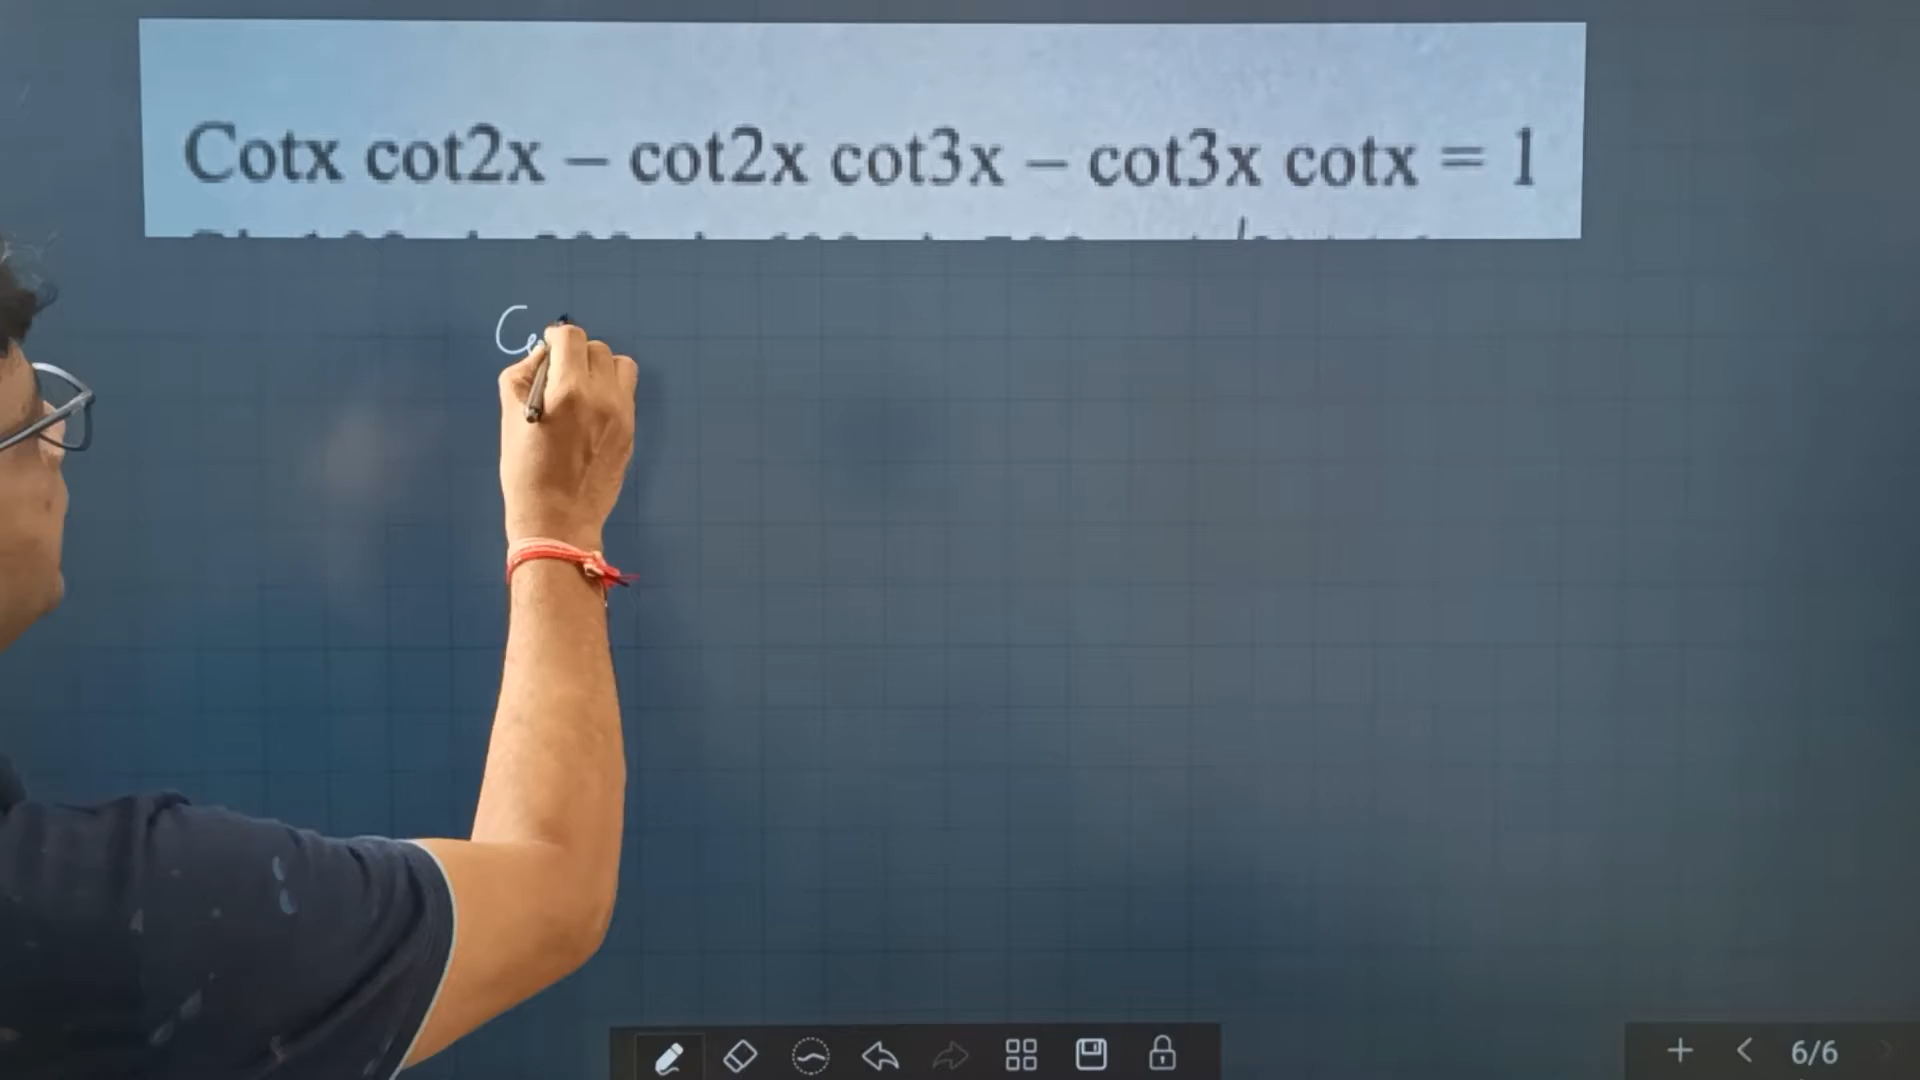 Cotx cot2x – cot2x cot3x – cot3x cotx = 1
6/6